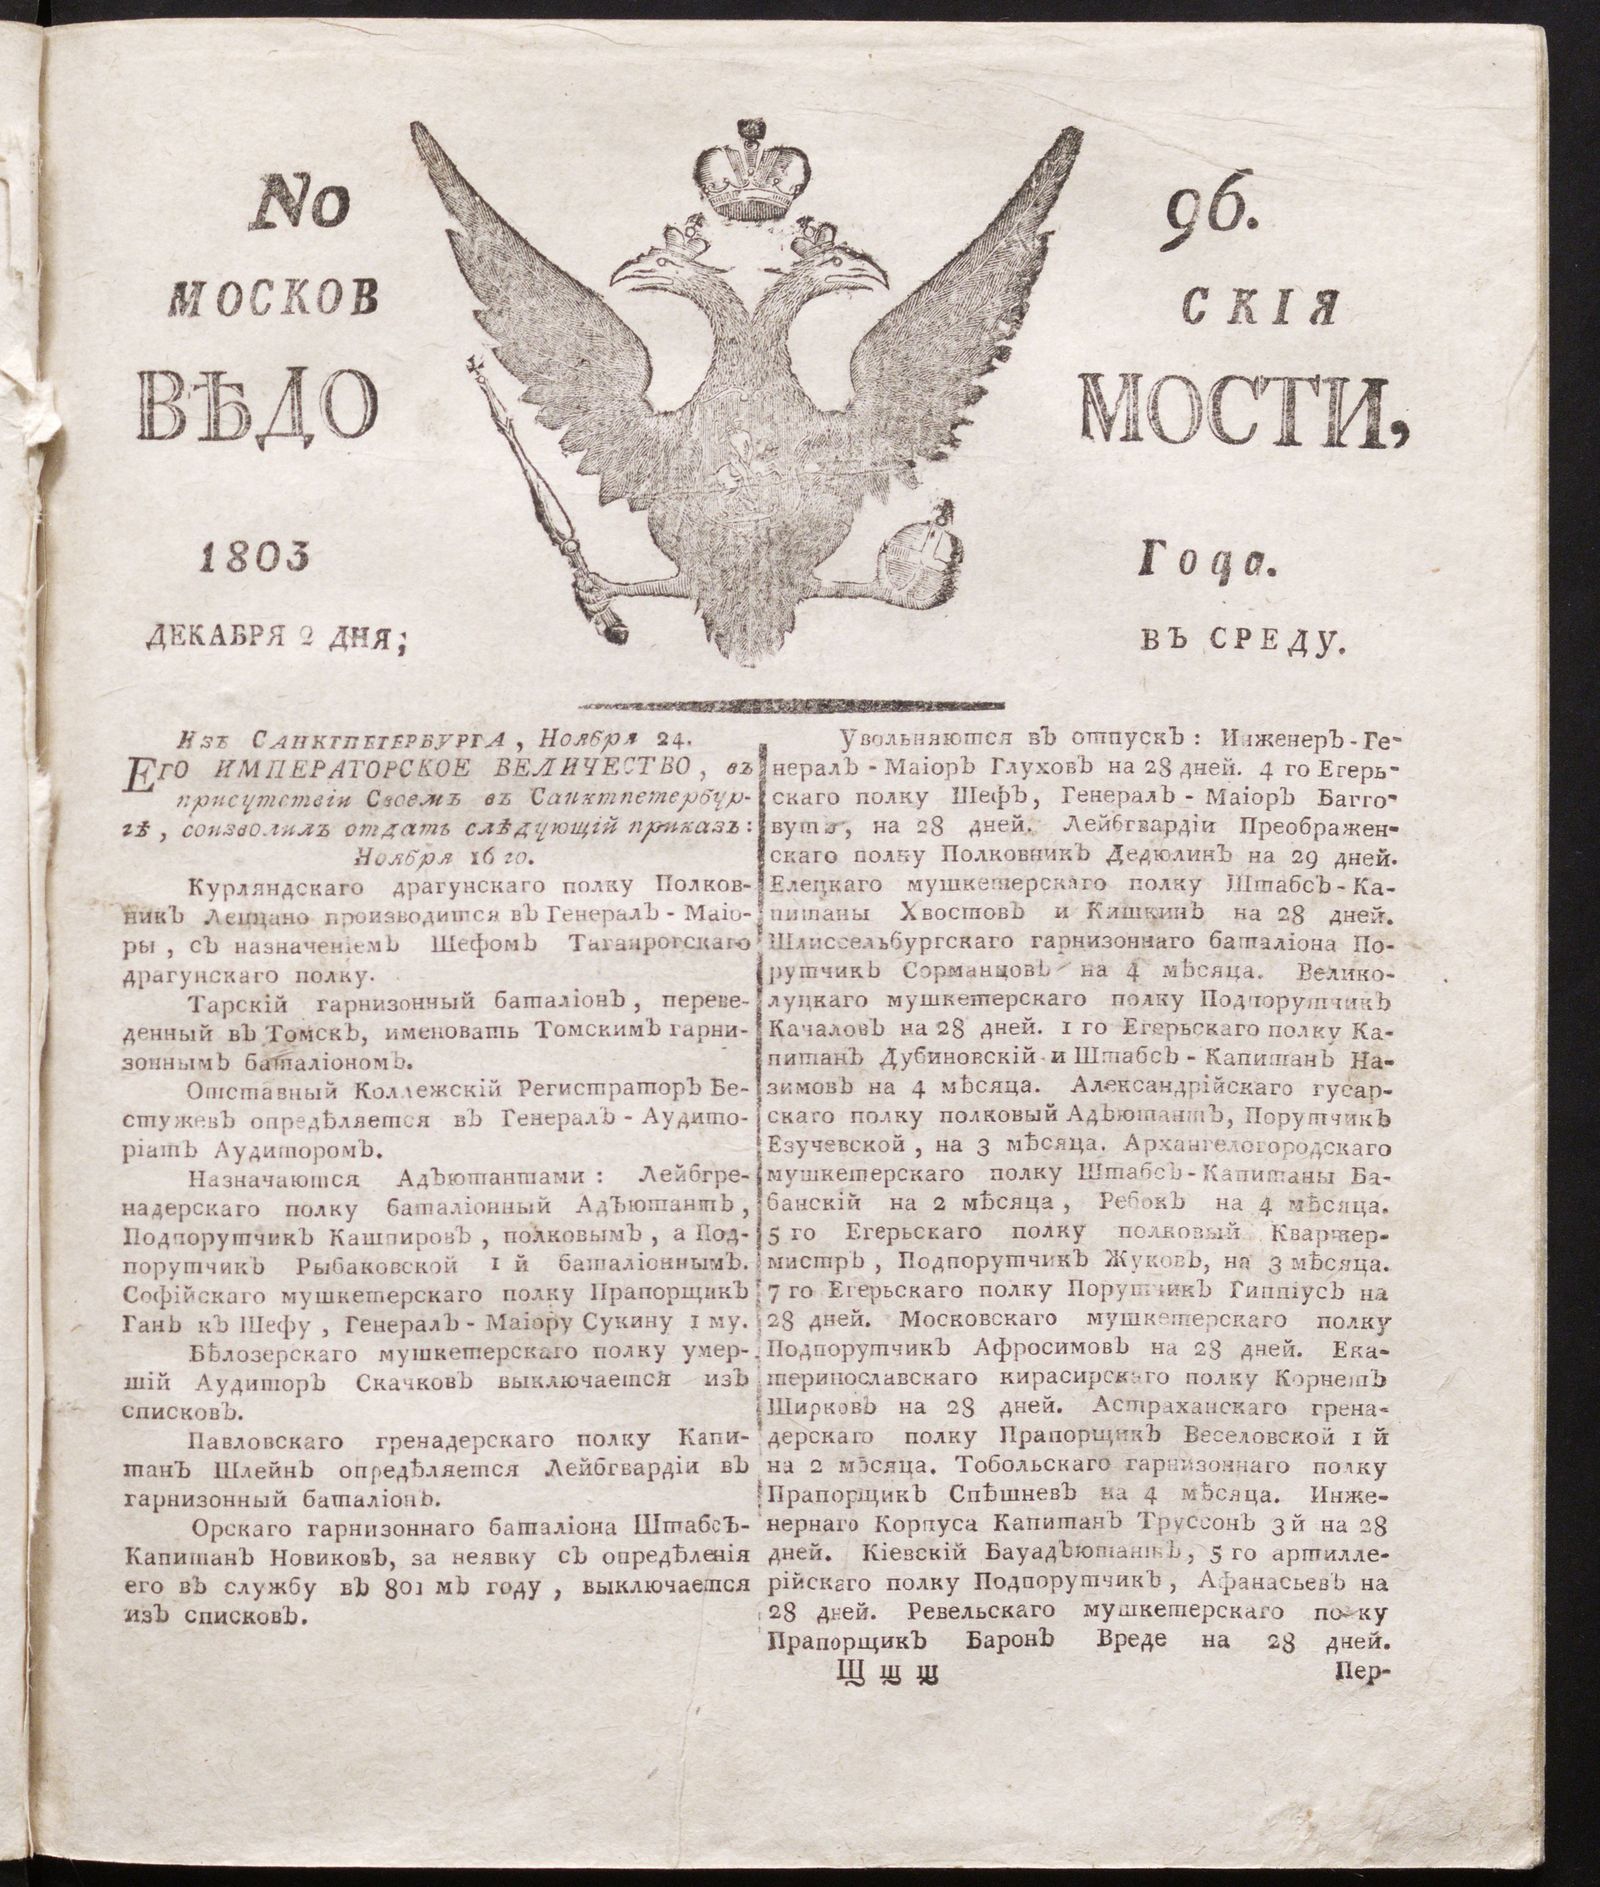 No 96.
МОСКОВ СКІЯ
ВѢДО МОСТИ,
1803 Года.
ДЕКАБРЯ 2 ДНЯ; ВЪ СРЕДУ.
Изъ САНКТПЕТЕРБУРГА, Ноября 24.
ЕГО ИМПЕРАТОРСКОЕ ВЕЛИЧЕСТВО, въ
присутствіи Своемъ въ Санктпетербур-
гѣ, соизволилъ отдать слѣдующій приказъ:
Ноября 16 го.
Курляндскаго драгунскаго полку Полков-
никъ Леццано производится въ Генералъ-Маіо-
ры, съ назначеніемъ Шефомъ Таганрогскаго
драгунскаго полку.
Тарскій гарнизонный баталіонъ, переве-
денный въ Томскъ, именовать Томскимъ гарни-
зоннымъ баталіономъ.
Отставный Коллежскій Регистраторъ Бе-
стужевъ опредѣляется въ Генералъ-Аудито-
ріатъ Аудиторомъ.
Назначаются Адъютантами: Лейбгре-
надерскаго полку баталіонный Адъютантъ,
Подпорутчикъ Кашпировъ, полковымъ, а Под-
порутчикъ Рыбаковской 1 й баталіоннымъ.
Софійскаго мушкетерскаго полку Прапорщикъ
Ганъ къ Шефу, Генералъ-Маіору Сукину 1 му.
Бѣлозерскаго мушкетерскаго полку умер-
шій Аудиторъ Скачковъ выключается изъ
списковъ.
Павловскаго гренадерскаго полку Капи-
танъ Шлейнъ опредѣляется Лейбгвардіи въ
гарнизонный баталіонъ.
Орскаго гарнизоннаго баталіона Штабсъ-
Капитанъ Новиковъ, за неявку съ опредѣленія
его въ службу въ 801 мъ году, выключается
изъ списковъ.
Увольняются въ отпускъ: Инженеръ-Ге-
нералъ-Маіоръ Глуховъ на 28 дней. 4 го Егерь-
скаго полку Шефъ, Генералъ-Маіоръ Багго-
вутъ, на 28 дней. Лейбгвардіи Преображен-
скаго полку Полковникъ Дедюлинъ на 29 дней.
Елецкаго мушкетерскаго полку Штабсъ-Ка-
питаны Хвостовъ и Кишкинъ на 28 дней.
Шлиссельбургскаго гарнизоннаго баталіона По-
рутчикъ Сорманцовъ на 4 мѣсяца. Велико-
луцкаго мушкетерскаго полку Подпорутчикъ
Качаловъ на 28 дней. 1 го Егерьскаго полку Ка-
питанъ Дубиновскій и Штабсъ-Капитанъ На-
зимовъ на 4 мѣсяца. Александрійскаго гусар-
скаго полку полковый Адъютантъ, Порутчикъ
Езучевской, на 3 мѣсяца. Архангелогородскаго
мушкетерскаго полку Штабсъ-Капитаны Ба-
банскій на 2 мѣсяца, Ребокъ на 4 мѣсяца.
5 го Егерьскаго полку полковый Квартер-
мистръ, Подпорутчикъ Жуковъ, на 3 мѣсяца.
7 го Егерьскаго полку Порутчикъ Гиппіусъ на
28 дней. Московскаго мушкетерскаго полку
Подпорутчикъ Афросимовъ на 28 дней. Ека-
теринославскаго кирасирскаго полку Корнетъ
Ширковъ на 28 дней. Астраханскаго грена-
дерскаго полку Прапорщикъ Веселовской 1 й
на 2 мѣсяца. Тобольскаго гарнизоннаго полку
Прапорщикъ Спѣшневъ на 4 мѣсяца. Инже-
нернаго Корпуса Капитанъ Труссонъ 3 й на 28
дней. Кіевскій Бауадъютантъ, 5 го артилле-
рійскаго полку Подпорутчикъ, Афанасьевъ на
28 дней. Ревельскаго мушкетерскаго полку
Прапорщикъ Баронъ Вреде на 28 дней.
Щ щ щ Пер-